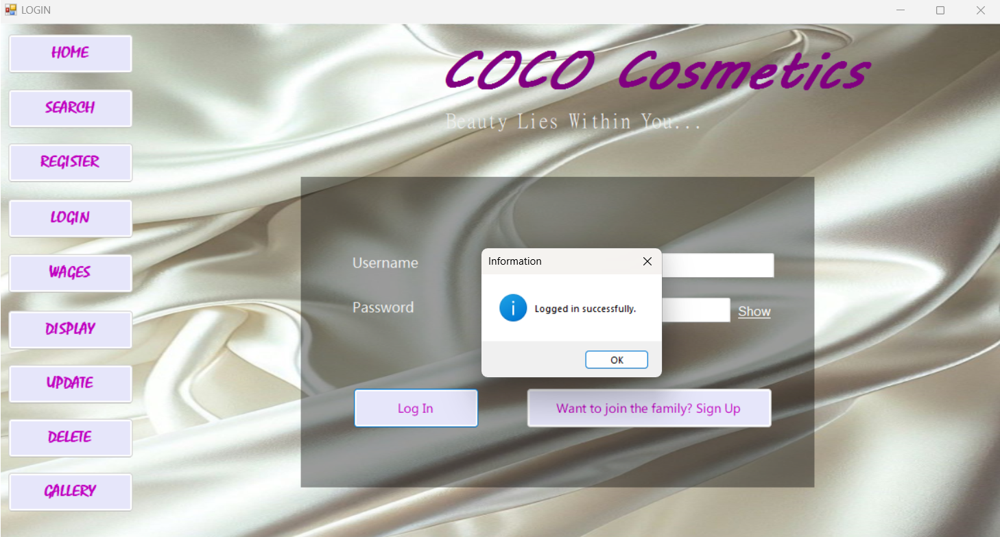 LOGIN
HOME
SEARCH
REGISTER
LOGIN
WAGES
DISPLAY
UPDATE
DELETE
GALLERY
COCO Cosmetics
Beauty Lies Within You...
Username
Password
Show
Information
Logged in successfully.
OK
Log In
Want to join the family? Sign Up